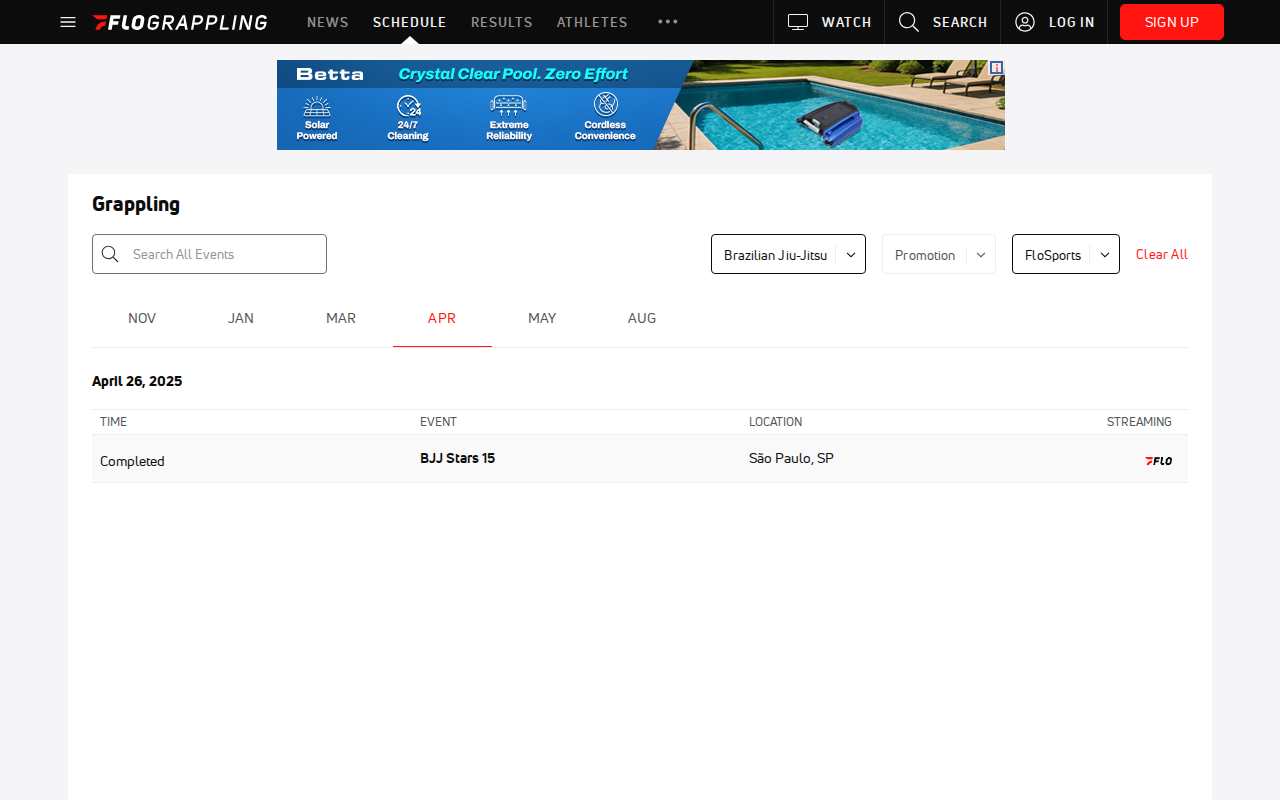 FLOGRAPPLING NEWS SCHEDULE RESULTS ATHLETES WATCH SEARCH LOG IN SIGN UP
Betta Crystal Clear Pool. Zero Effort
Solar Powered
24
24/7 Cleaning
Extreme Reliability
Cordless Convenience
Grappling
Search All Events Brazilian Jiu-Jitsu Promotion FloSports Clear All
NOV JAN MAR APR MAY AUG
April 26, 2025
TIME EVENT LOCATION STREAMING
Completed BJJ Stars 15 São Paulo, SP FLO